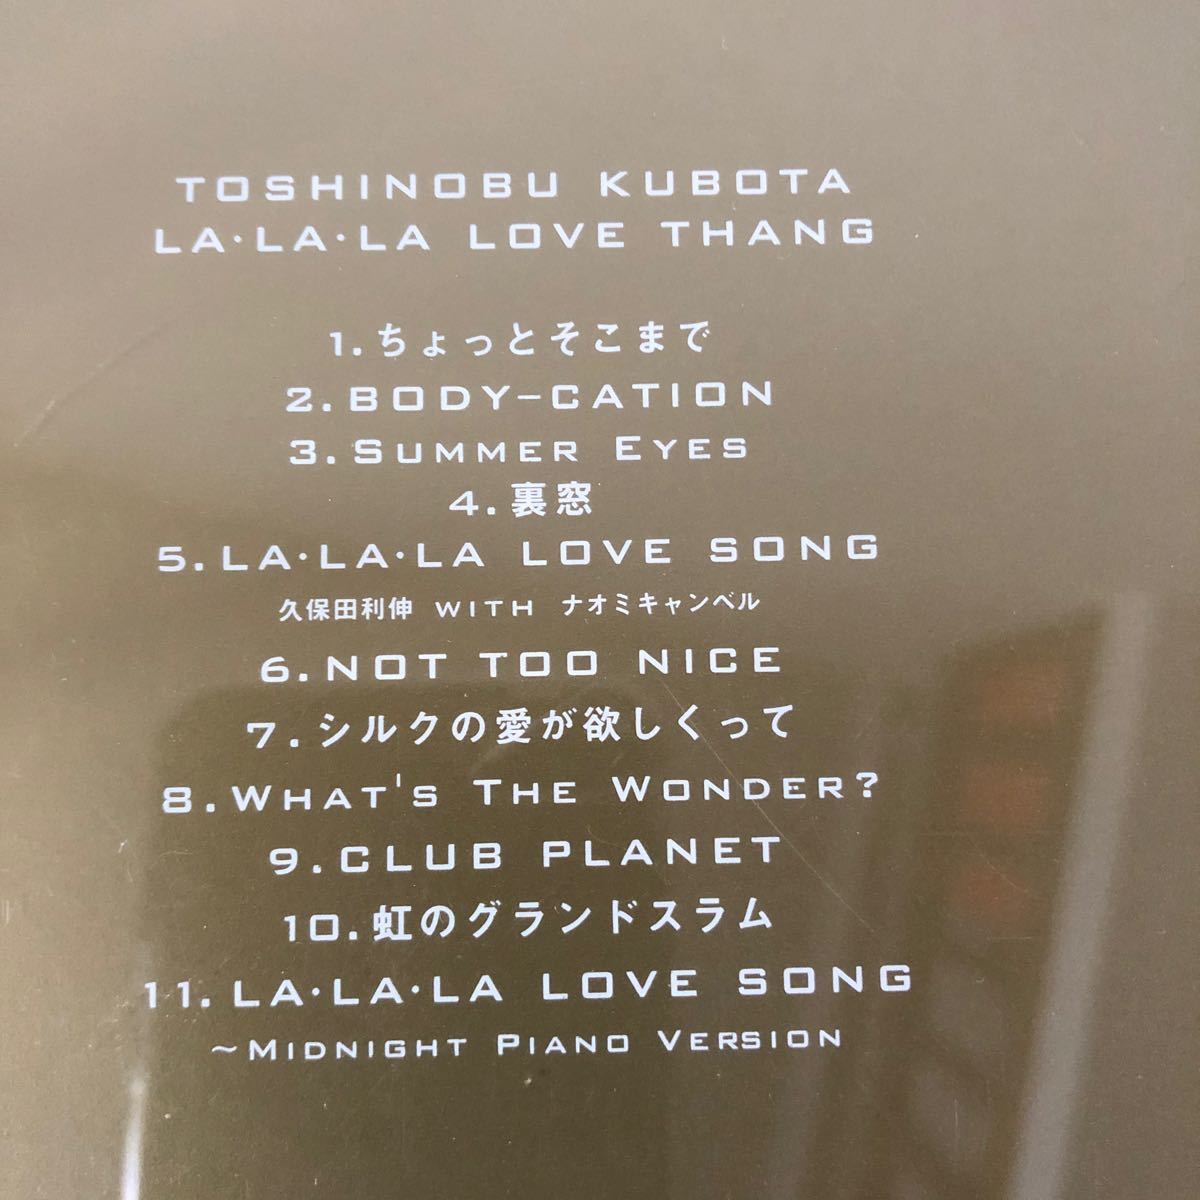 TOSHINOBU KUBOTA
LA・LA・LA LOVE THANG
1.ちょっとそこまで
2.BODY-CATION
3.SUMMER EYES
4.裏窓
5.LA・LA・LA LOVE SONG
久保田利伸 WITH ナオミキャンベル
6.NOT TOO NICE
7.シルクの愛が欲しくって
8.WHAT'S THE WONDER?
9.CLUB PLANET
10.虹のグランドスラム
11.LA・LA・LA LOVE SONG
~MIDNIGHT PIANO VERSION